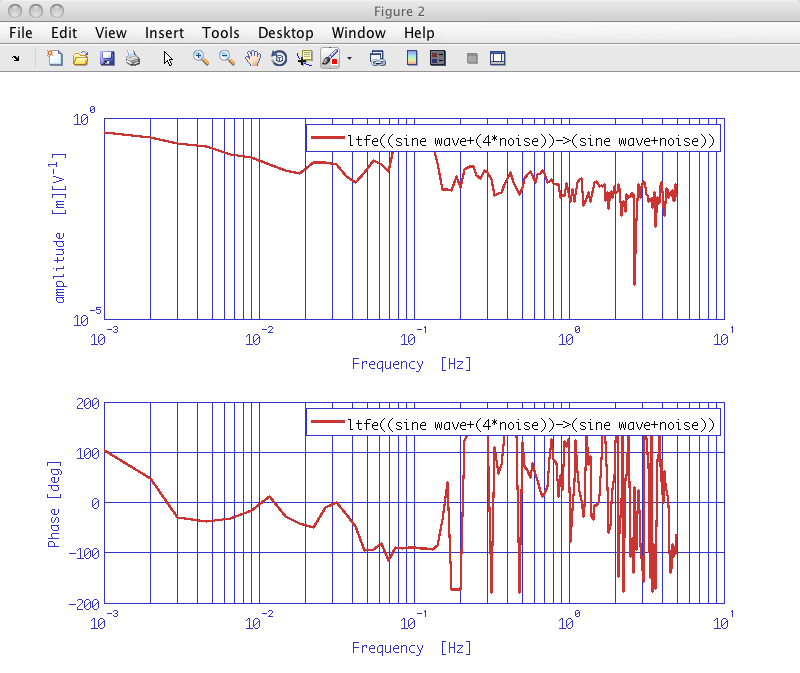 Figure 2
File Edit View Insert Tools Desktop Window Help
10^0
ltfe((sine wave+(4*noise))->(sine wave+noise))
amplitude [m][V^-1]
10^-5
10^-3 10^-2 10^-1 10^0 10^1
Frequency [Hz]
200
ltfe((sine wave+(4*noise))->(sine wave+noise))
100
Phase [deg]
0
-100
-200
10^-3 10^-2 10^-1 10^0 10^1
Frequency [Hz]